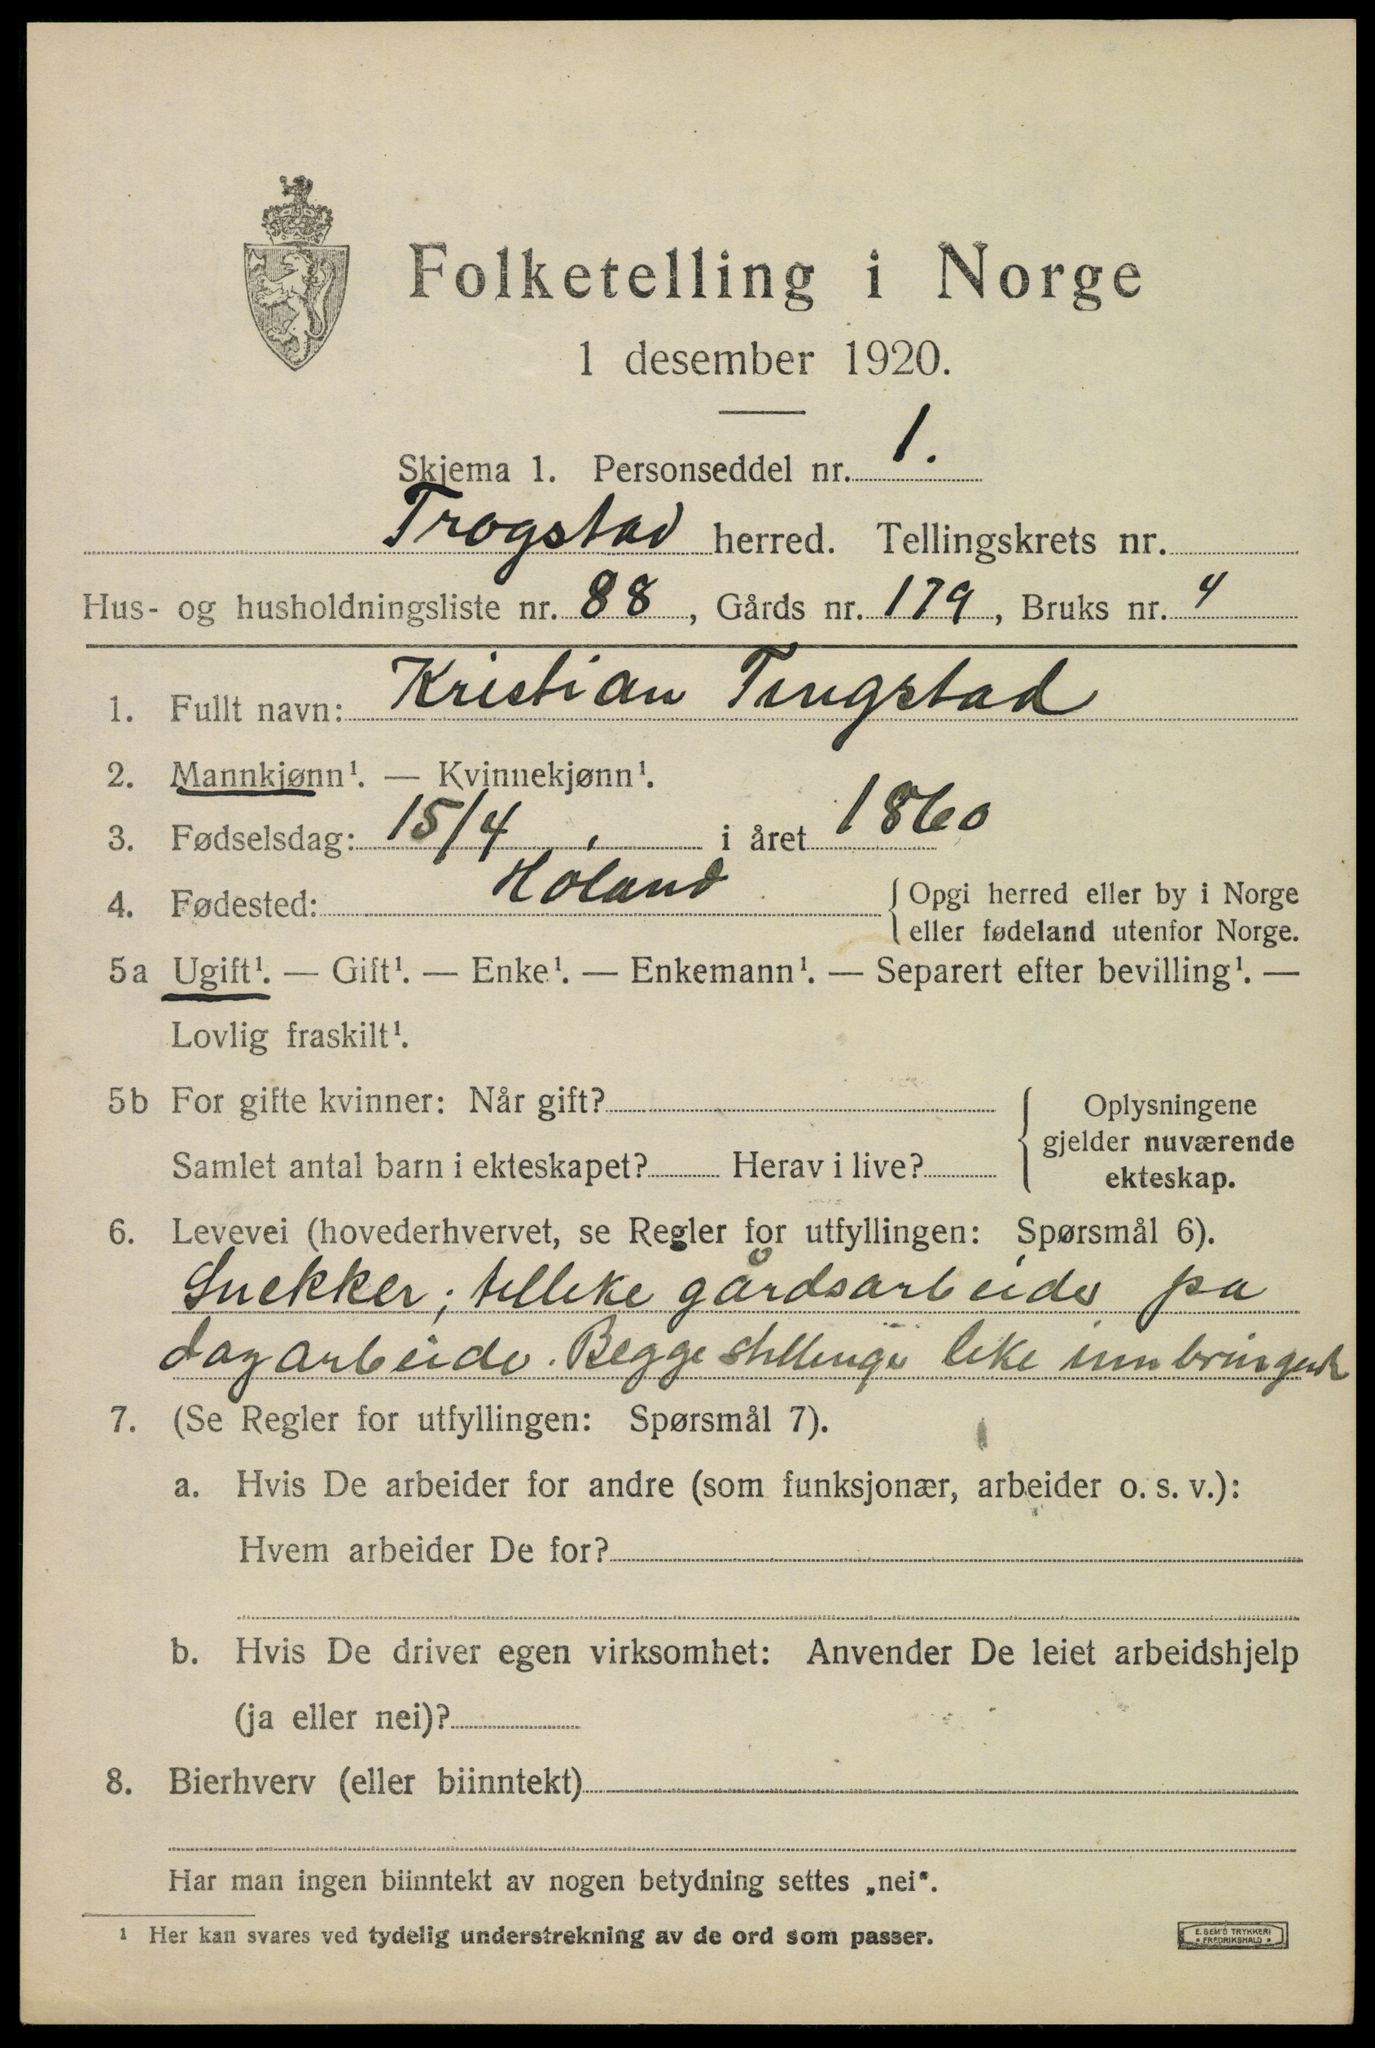 Folketelling i Norge
1 desember 1920.
Skjema 1. Personseddel nr. 1.
Trogstad herred. Tellingskrets nr.
Hus- og husholdningsliste nr. 88, Gårds nr. 179, Bruks nr. 4
1. Fullt navn: Kristian Tingstad
2. Mannkjønn¹. — Kvinnekjønn¹.
3. Fødselsdag: 15/4, i året 1860
4. Fødested: Høland
{ Opgi herred eller by i Norge
eller fødeland utenfor Norge.
5a Ugift¹. — Gift¹. — Enke¹. — Enkemann¹. — Separert efter bevilling¹. —
Lovlig fraskilt¹.
5b For gifte kvinner: Når gift?
Samlet antal barn i ekteskapet? Herav i live?
{ Oplysningene
gjelder nuværende
ekteskap.
6. Levevei (hovederhvervet, se Regler for utfyllingen: Spørsmål 6).
Snekker; tilleke gårdsarbeide pa
dagarbeide. Begge stillinge like innbringende
7. (Se Regler for utfyllingen: Spørsmål 7).
a. Hvis De arbeider for andre (som funksjonær, arbeider o. s. v.):
Hvem arbeider De for?
b. Hvis De driver egen virksomhet: Anvender De leiet arbeidshjelp
(ja eller nei)?
8. Bierhverv (eller biinntekt)
Har man ingen biinntekt av nogen betydning settes „nei“.
¹ Her kan svares ved tydelig understrekning av de ord som passer.
E. SEM'S TRYKKERI
* FREDRIKSHALD *